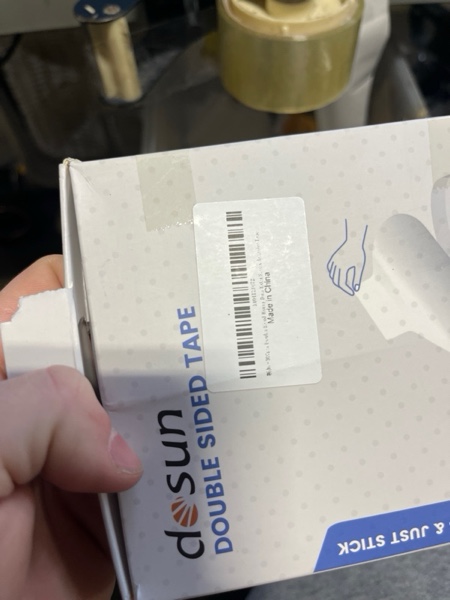 dosun
DOUBLE SIDED TAPE
Made in China
& JUST STICK